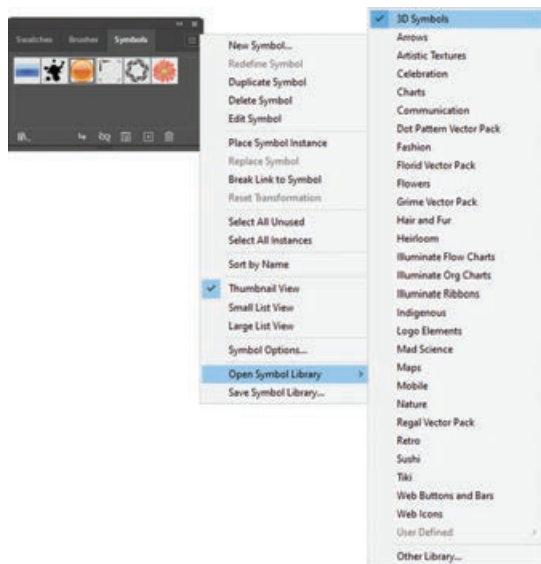 Swatches Brushes Symbols
New Symbol...
Redefine Symbol
Duplicate Symbol
Delete Symbol
Edit Symbol
Place Symbol Instance
Replace Symbol
Break Link to Symbol
Reset Transformation
Select All Unused
Select All Instances
Sort by Name
Thumbnail View
Small List View
Large List View
Symbol Options...
Open Symbol Library
Save Symbol Library...
3D Symbols
Arrows
Artistic Textures
Celebration
Charts
Communication
Dot Pattern Vector Pack
Fashion
Florid Vector Pack
Flowers
Grime Vector Pack
Hair and Fur
Heirloom
Illuminate Flow Charts
Illuminate Org Charts
Illuminate Ribbons
Indigenous
Logo Elements
Mad Science
Maps
Mobile
Nature
Regal Vector Pack
Retro
Sushi
Tiki
Web Buttons and Bars
Web Icons
User Defined
Other Library...